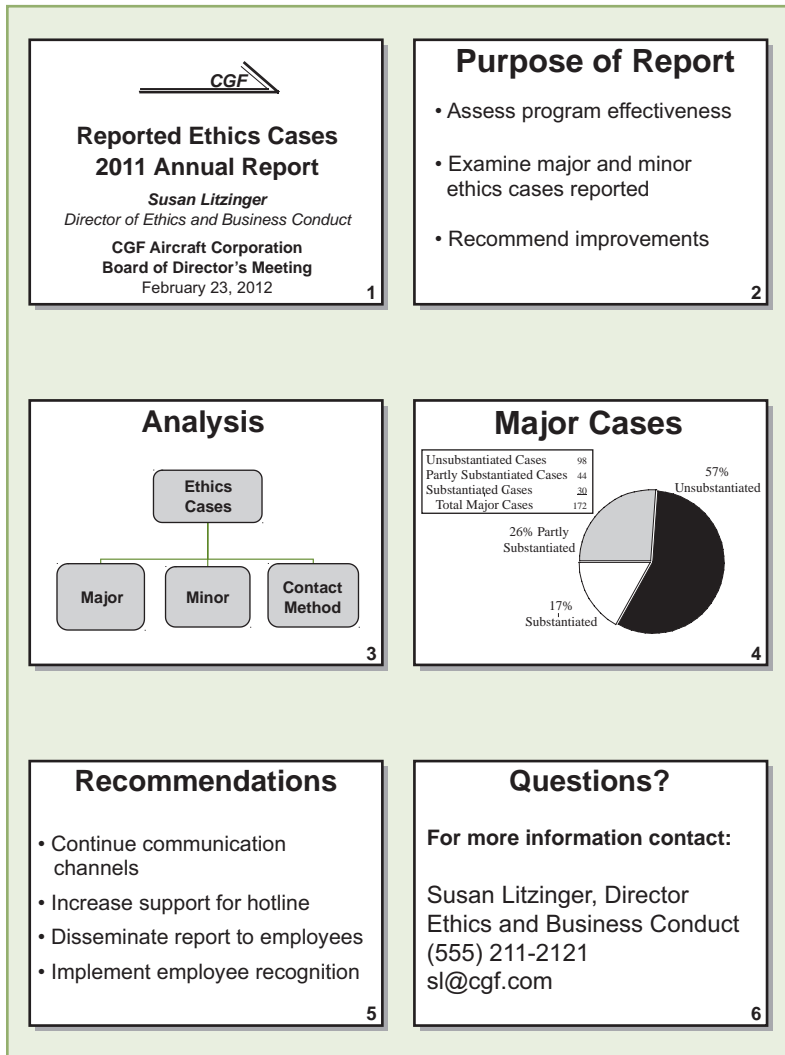 CGF
Reported Ethics Cases
2011 Annual Report
Susan Litzinger
Director of Ethics and Business Conduct
CGF Aircraft Corporation
Board of Director's Meeting
February 23, 2012
1
Purpose of Report
• Assess program effectiveness
• Examine major and minor
ethics cases reported
• Recommend improvements
2
Analysis
Ethics
Cases
Major
Minor
Contact
Method
3
Major Cases
Unsubstantiated Cases 98
Partly Substantiated Cases 44
Substantiated Cases 30
Total Major Cases 172
57%
Unsubstantiated
26% Partly
Substantiated
17%
Substantiated
4
Recommendations
• Continue communication
channels
• Increase support for hotline
• Disseminate report to employees
• Implement employee recognition
5
Questions?
For more information contact:
Susan Litzinger, Director
Ethics and Business Conduct
(555) 211-2121
sl@cgf.com
6